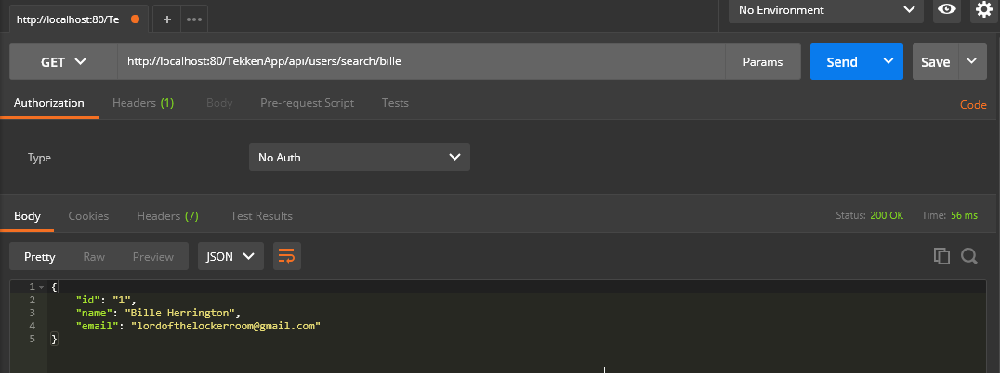 http://localhost:80/Te + ••• No Environment
GET http://localhost:80/TekkenApp/api/users/search/bille Params Send Save
Authorization Headers (1) Body Pre-request Script Tests Code
Type No Auth
Body Cookies Headers (7) Test Results Status: 200 OK Time: 56 ms
Pretty Raw Preview JSON
1 {
2 "id": "1",
3 "name": "Bille Herrington",
4 "email": "lordofthelockerroom@gmail.com"
5 }